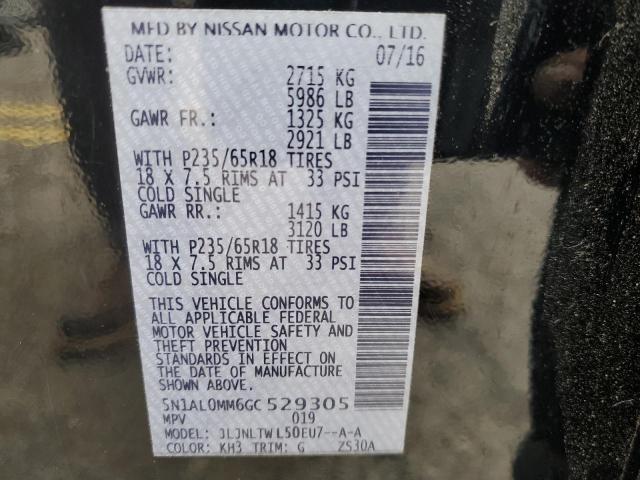 MFD BY NISSAN MOTOR CO., LTD.
DATE: 07/16
GVWR: 2715 KG
5986 LB
GAWR FR.: 1325 KG
2921 LB
WITH P235/65R18 TIRES
18 X 7.5 RIMS AT 33 PSI
COLD SINGLE
GAWR RR.: 1415 KG
3120 LB
WITH P235/65R18 TIRES
18 X 7.5 RIMS AT 33 PSI
COLD SINGLE
THIS VEHICLE CONFORMS TO
ALL APPLICABLE FEDERAL
MOTOR VEHICLE SAFETY AND
THEFT PREVENTION
STANDARDS IN EFFECT ON
THE DATE OF MANUFACTURE
SHOWN ABOVE.
5N1AL0MM6GC 529305
MPV 019
MODEL: JLJNLTWL50EU7--A-A
COLOR: KH3 TRIM: G ZS30A